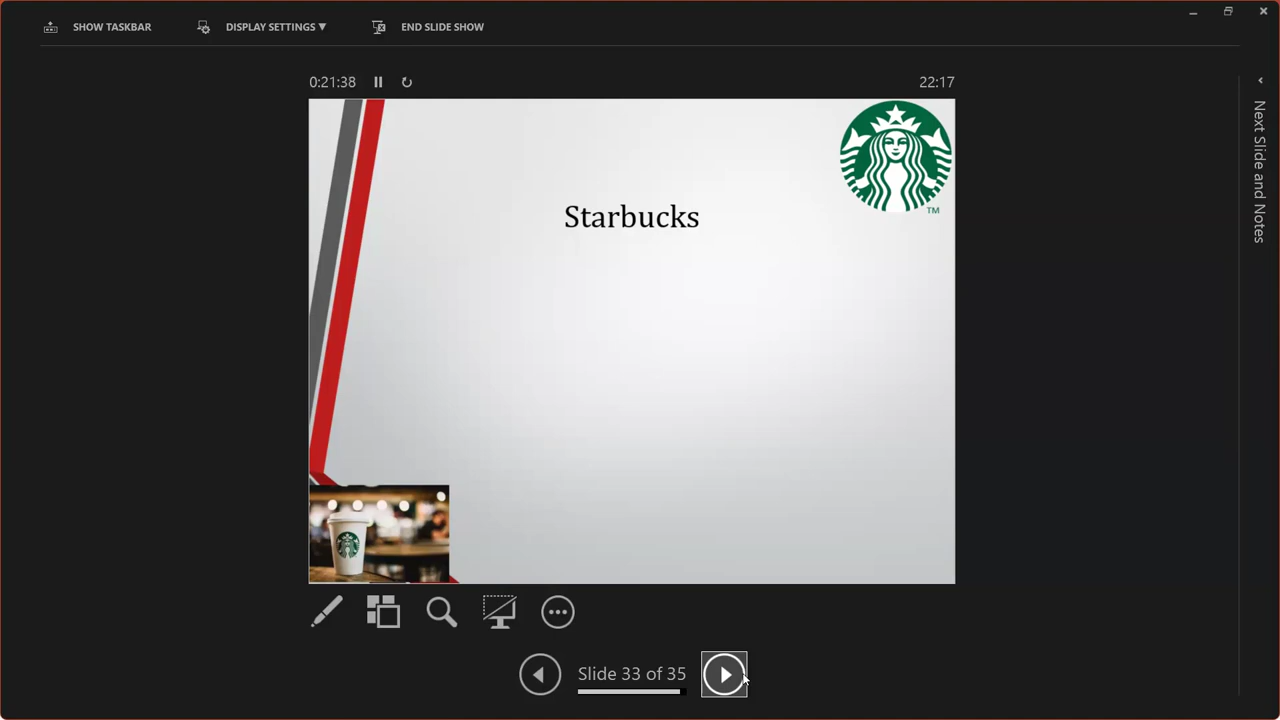 SHOW TASKBAR
DISPLAY SETTINGS ▼
END SLIDE SHOW
0:21:38
22:17
Starbucks
TM
Next Slide and Notes
Slide 33 of 35